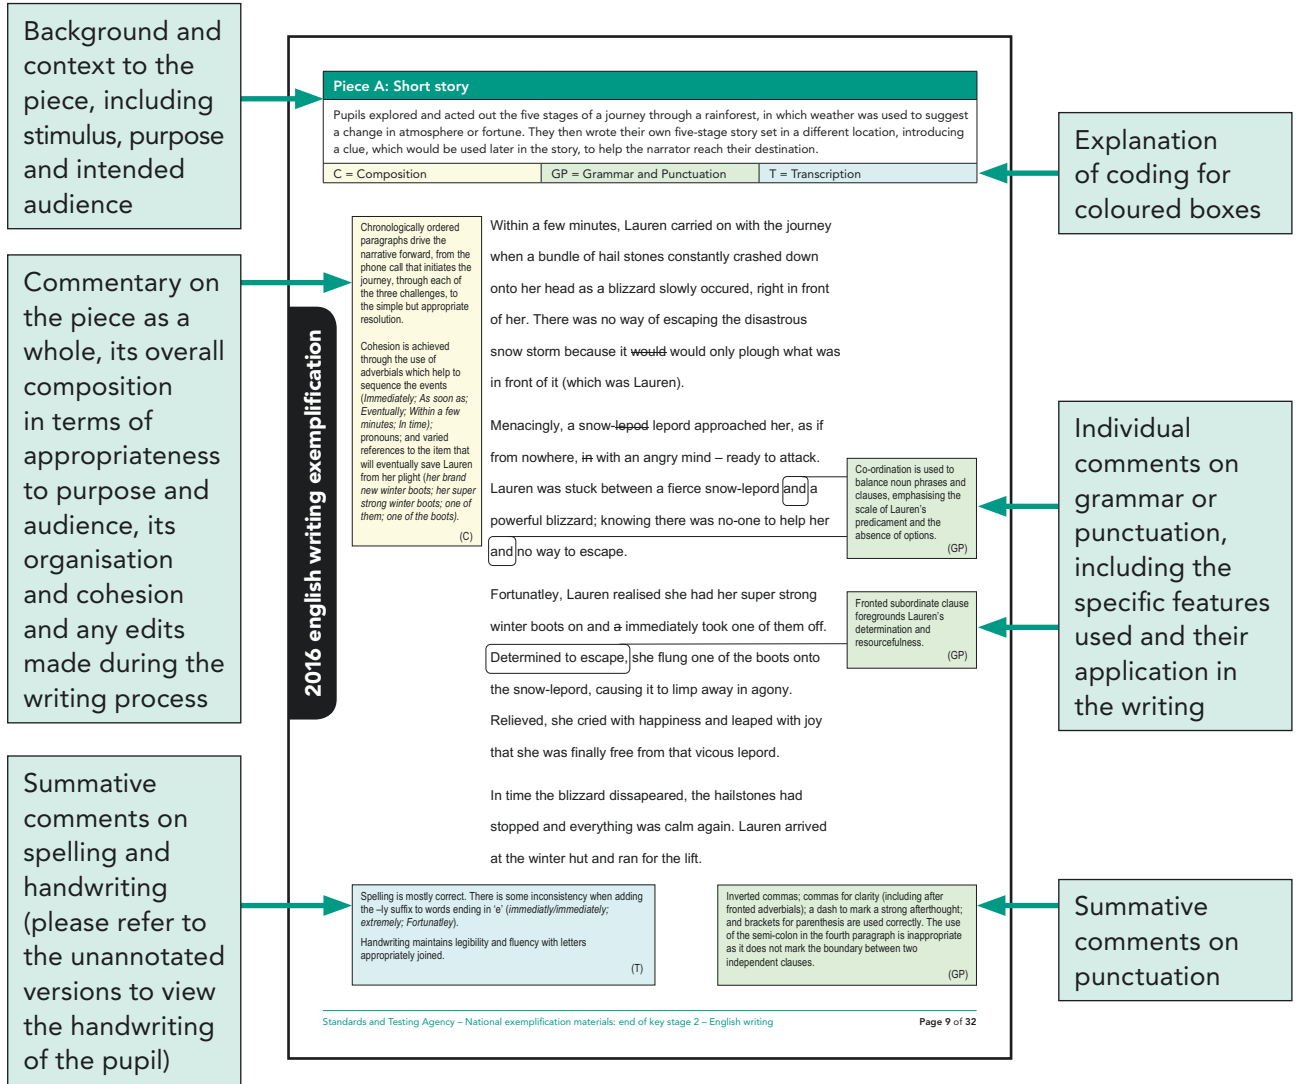 Background and
context to the
piece, including
stimulus, purpose
and intended
audience
Commentary on
the piece as a
whole, its overall
composition
in terms of
appropriateness
to purpose and
audience, its
organisation
and cohesion
and any edits
made during the
writing process
Summative
comments on
spelling and
handwriting
(please refer to
the unannotated
versions to view
the handwriting
of the pupil)
2016 english writing exemplification
Piece A: Short story
Pupils explored and acted out the five stages of a journey through a rainforest, in which weather was used to suggest
a change in atmosphere or fortune. They then wrote their own five-stage story set in a different location, introducing
a clue, which would be used later in the story, to help the narrator reach their destination.
C = Composition
GP = Grammar and Punctuation
T = Transcription
Chronologically ordered
paragraphs drive the
narrative forward, from the
phone call that initiates the
journey, through each of
the three challenges, to
the simple but appropriate
resolution.
Cohesion is achieved
through the use of
adverbials which help to
sequence the events
(Immediately; As soon as;
Eventually; Within a few
minutes; In time);
pronouns; and varied
references to the item that
will eventually save Lauren
from her plight (her brand
new winter boots; her super
strong winter boots; one of
them; one of the boots).
(C)
Within a few minutes, Lauren carried on with the journey
when a bundle of hail stones constantly crashed down
onto her head as a blizzard slowly occured, right in front
of her. There was no way of escaping the disastrous
snow storm because it would would only plough what was
in front of it (which was Lauren).
Menacingly, a snow-lepod lepord approached her, as if
from nowhere, in with an angry mind – ready to attack.
Lauren was stuck between a fierce snow-lepord and a
powerful blizzard; knowing there was no-one to help her
and no way to escape.
Fortunatley, Lauren realised she had her super strong
winter boots on and a immediately took one of them off.
Determined to escape, she flung one of the boots onto
the snow-lepord, causing it to limp away in agony.
Relieved, she cried with happiness and leaped with joy
that she was finally free from that vicous lepord.
In time the blizzard dissapeared, the hailstones had
stopped and everything was calm again. Lauren arrived
at the winter hut and ran for the lift.
Co-ordination is used to
balance noun phrases and
clauses, emphasising the
scale of Lauren's
predicament and the
absence of options.
(GP)
Fronted subordinate clause
foregrounds Lauren's
determination and
resourcefulness.
(GP)
Spelling is mostly correct. There is some inconsistency when adding
the –ly suffix to words ending in 'e' (immediatly/immediately;
extremely; Fortunatley).
Handwriting maintains legibility and fluency with letters
appropriately joined.
(T)
Inverted commas; commas for clarity (including after
fronted adverbials); a dash to mark a strong afterthought;
and brackets for parenthesis are used correctly. The use
of the semi-colon in the fourth paragraph is inappropriate
as it does not mark the boundary between two
independent clauses.
(GP)
Standards and Testing Agency – National exemplification materials: end of key stage 2 – English writing
Page 9 of 32
Explanation
of coding for
coloured boxes
Individual
comments on
grammar or
punctuation,
including the
specific features
used and their
application in
the writing
Summative
comments on
punctuation